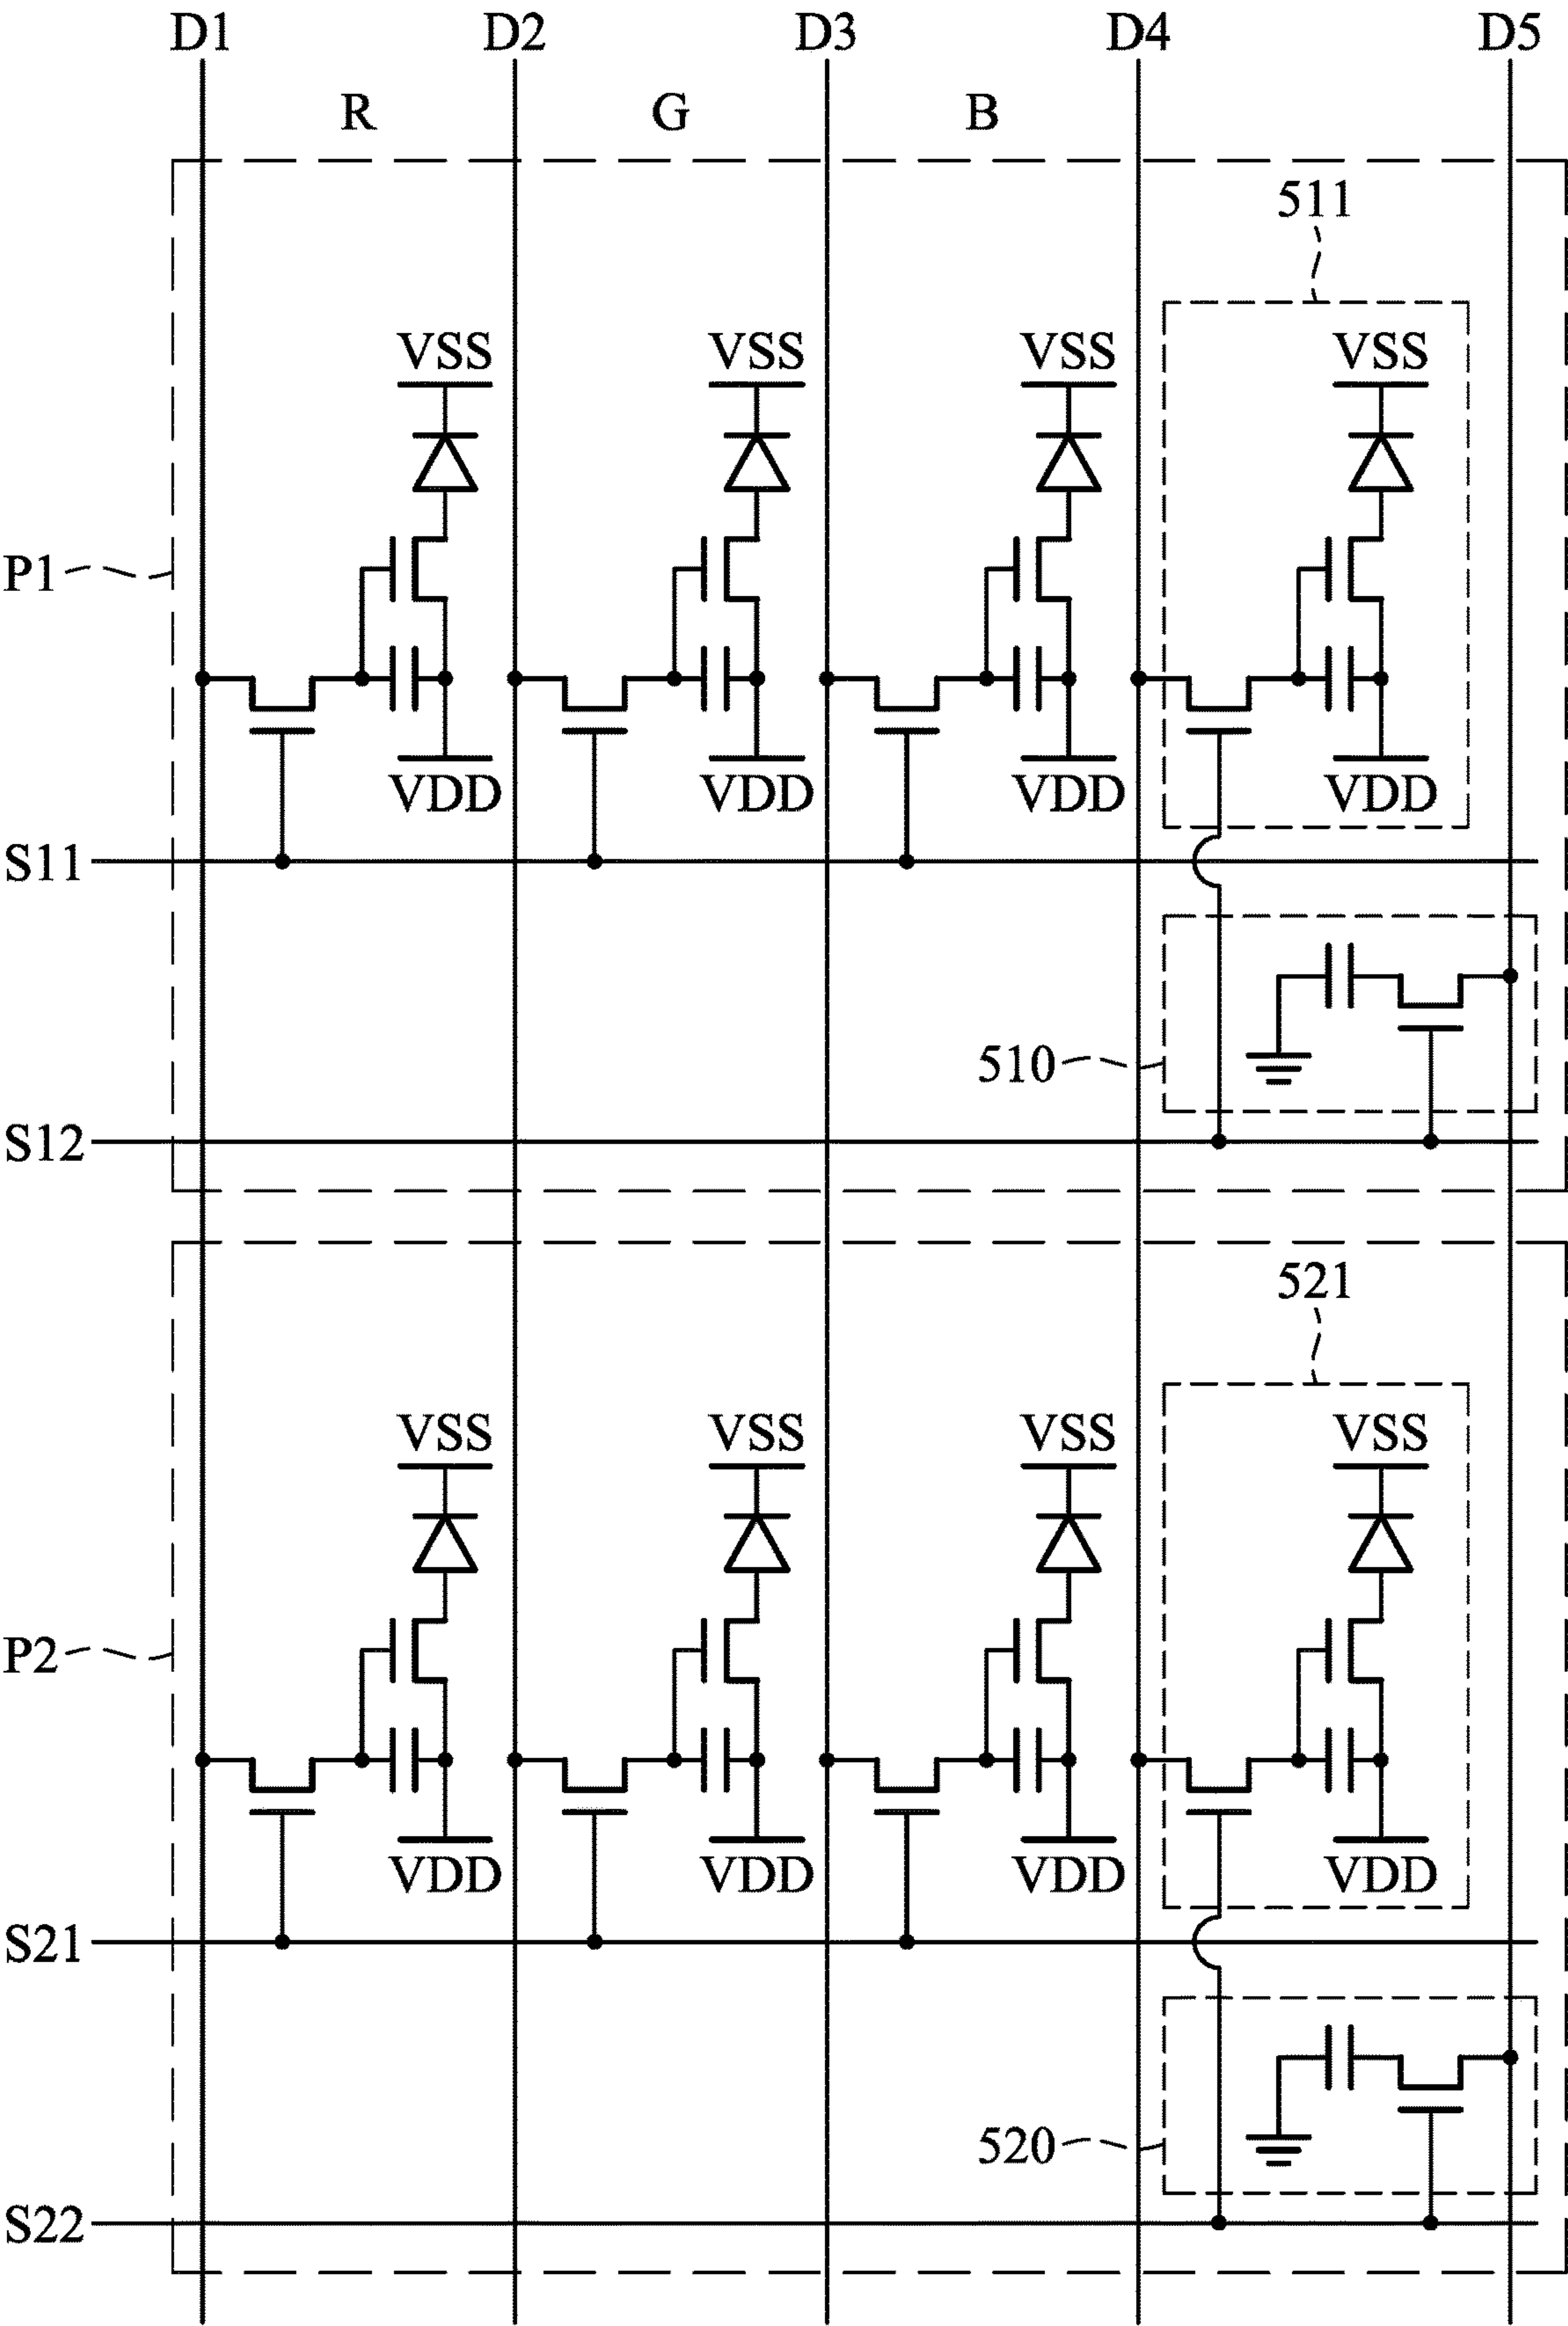 D1 D2 D3 D4 D5
R G B
511
VSS VSS VSS VSS
P1
VDD VDD VDD VDD
S11
510
S12
521
VSS VSS VSS VSS
P2
VDD VDD VDD VDD
S21
520
S22